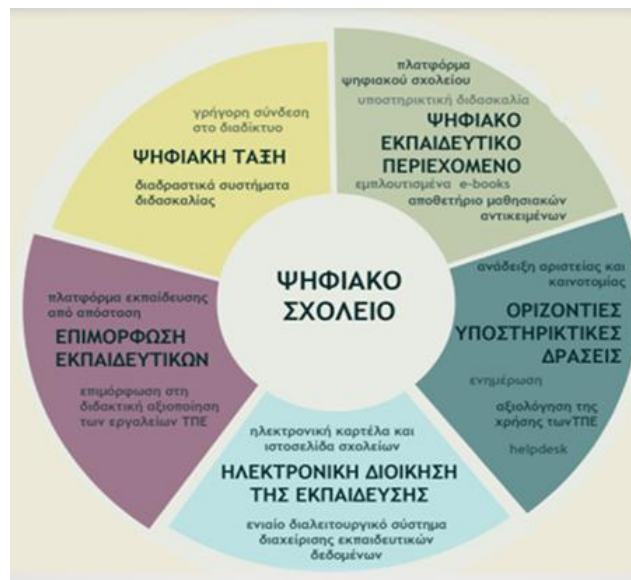 πλατφόρμα
ψηφιακού σχολείου
υποστηρικτική διδασκαλία
ΨΗΦΙΑΚΟ
ΕΚΠΑΙΔΕΥΤΙΚΟ
ΠΕΡΙΕΧΟΜΕΝΟ
εμπλουτισμένα e-books
αποθετήριο μαθησιακών
αντικειμένων
γρήγορη σύνδεση
στο διαδίκτυο
ΨΗΦΙΑΚΗ ΤΑΞΗ
διαδραστικά συστήματα
διδασκαλίας
ΨΗΦΙΑΚΟ
ΣΧΟΛΕΙΟ
ανάδειξη αριστείας και
καινοτομίας
ΟΡΙΖΟΝΤΙΕΣ
ΥΠΟΣΤΗΡΙΚΤΙΚΕΣ
ΔΡΑΣΕΙΣ
ενημέρωση
αξιολόγηση της
χρήσης τωνΤΠΕ
helpdesk
πλατφόρμα εκπαίδευσης
από απόσταση
ΕΠΙΜΟΡΦΩΣΗ
ΕΚΠΑΙΔΕΥΤΙΚΩΝ
επιμόρφωση στη
διδακτική αξιοποίηση
των εργαλείων ΤΠΕ
ηλεκτρονική καρτέλα και
ιστοσελίδα σχολείων
ΗΛΕΚΤΡΟΝΙΚΗ ΔΙΟΙΚΗΣΗ
ΤΗΣ ΕΚΠΑΙΔΕΥΣΗΣ
ενιαίο διαλειτουργικό σύστημα
διαχείρισης εκπαιδευτικών
δεδομένων